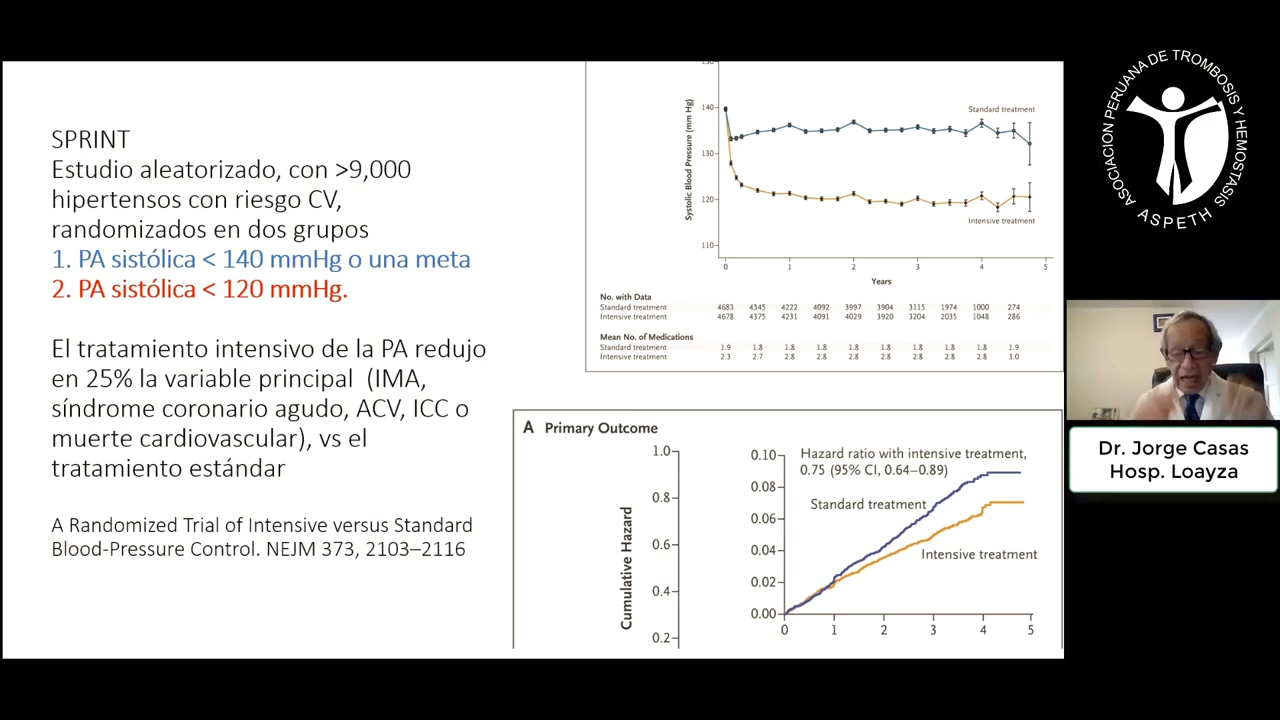 SPRINT
Estudio aleatorizado, con >9,000
hipertensos con riesgo CV,
randomizados en dos grupos
1. PA sistólica < 140 mmHg o una meta
2. PA sistólica < 120 mmHg.
El tratamiento intensivo de la PA redujo
en 25% la variable principal (IMA,
síndrome coronario agudo, ACV, ICC o
muerte cardiovascular), vs el
tratamiento estándar
A Randomized Trial of Intensive versus Standard
Blood-Pressure Control. NEJM 373, 2103–2116
Systolic Blood Pressure (mm Hg)
140
130
120
110
Standard treatment
Intensive treatment
0 1 2 3 4 5
Years
No. with Data
Standard treatment 4683 4345 4222 4092 3997 3904 3115 1974 1000 274
Intensive treatment 4678 4375 4231 4091 4029 3920 3204 2035 1048 286
Mean No. of Medications
Standard treatment 1.9 1.8 1.8 1.8 1.8 1.8 1.8 1.8 1.8 1.9
Intensive treatment 2.3 2.7 2.8 2.8 2.8 2.8 2.8 2.8 2.8 3.0
A Primary Outcome
Cumulative Hazard
1.0
0.8
0.6
0.4
0.2
0.10
0.08
0.06
0.04
0.02
0.00
Hazard ratio with intensive treatment,
0.75 (95% CI, 0.64–0.89)
Standard treatment
Intensive treatment
0 1 2 3 4 5
ASOCIACION PERUANA DE TROMBOSIS Y HEMOSTASIS
ASPETH
Dr. Jorge Casas
Hosp. Loayza